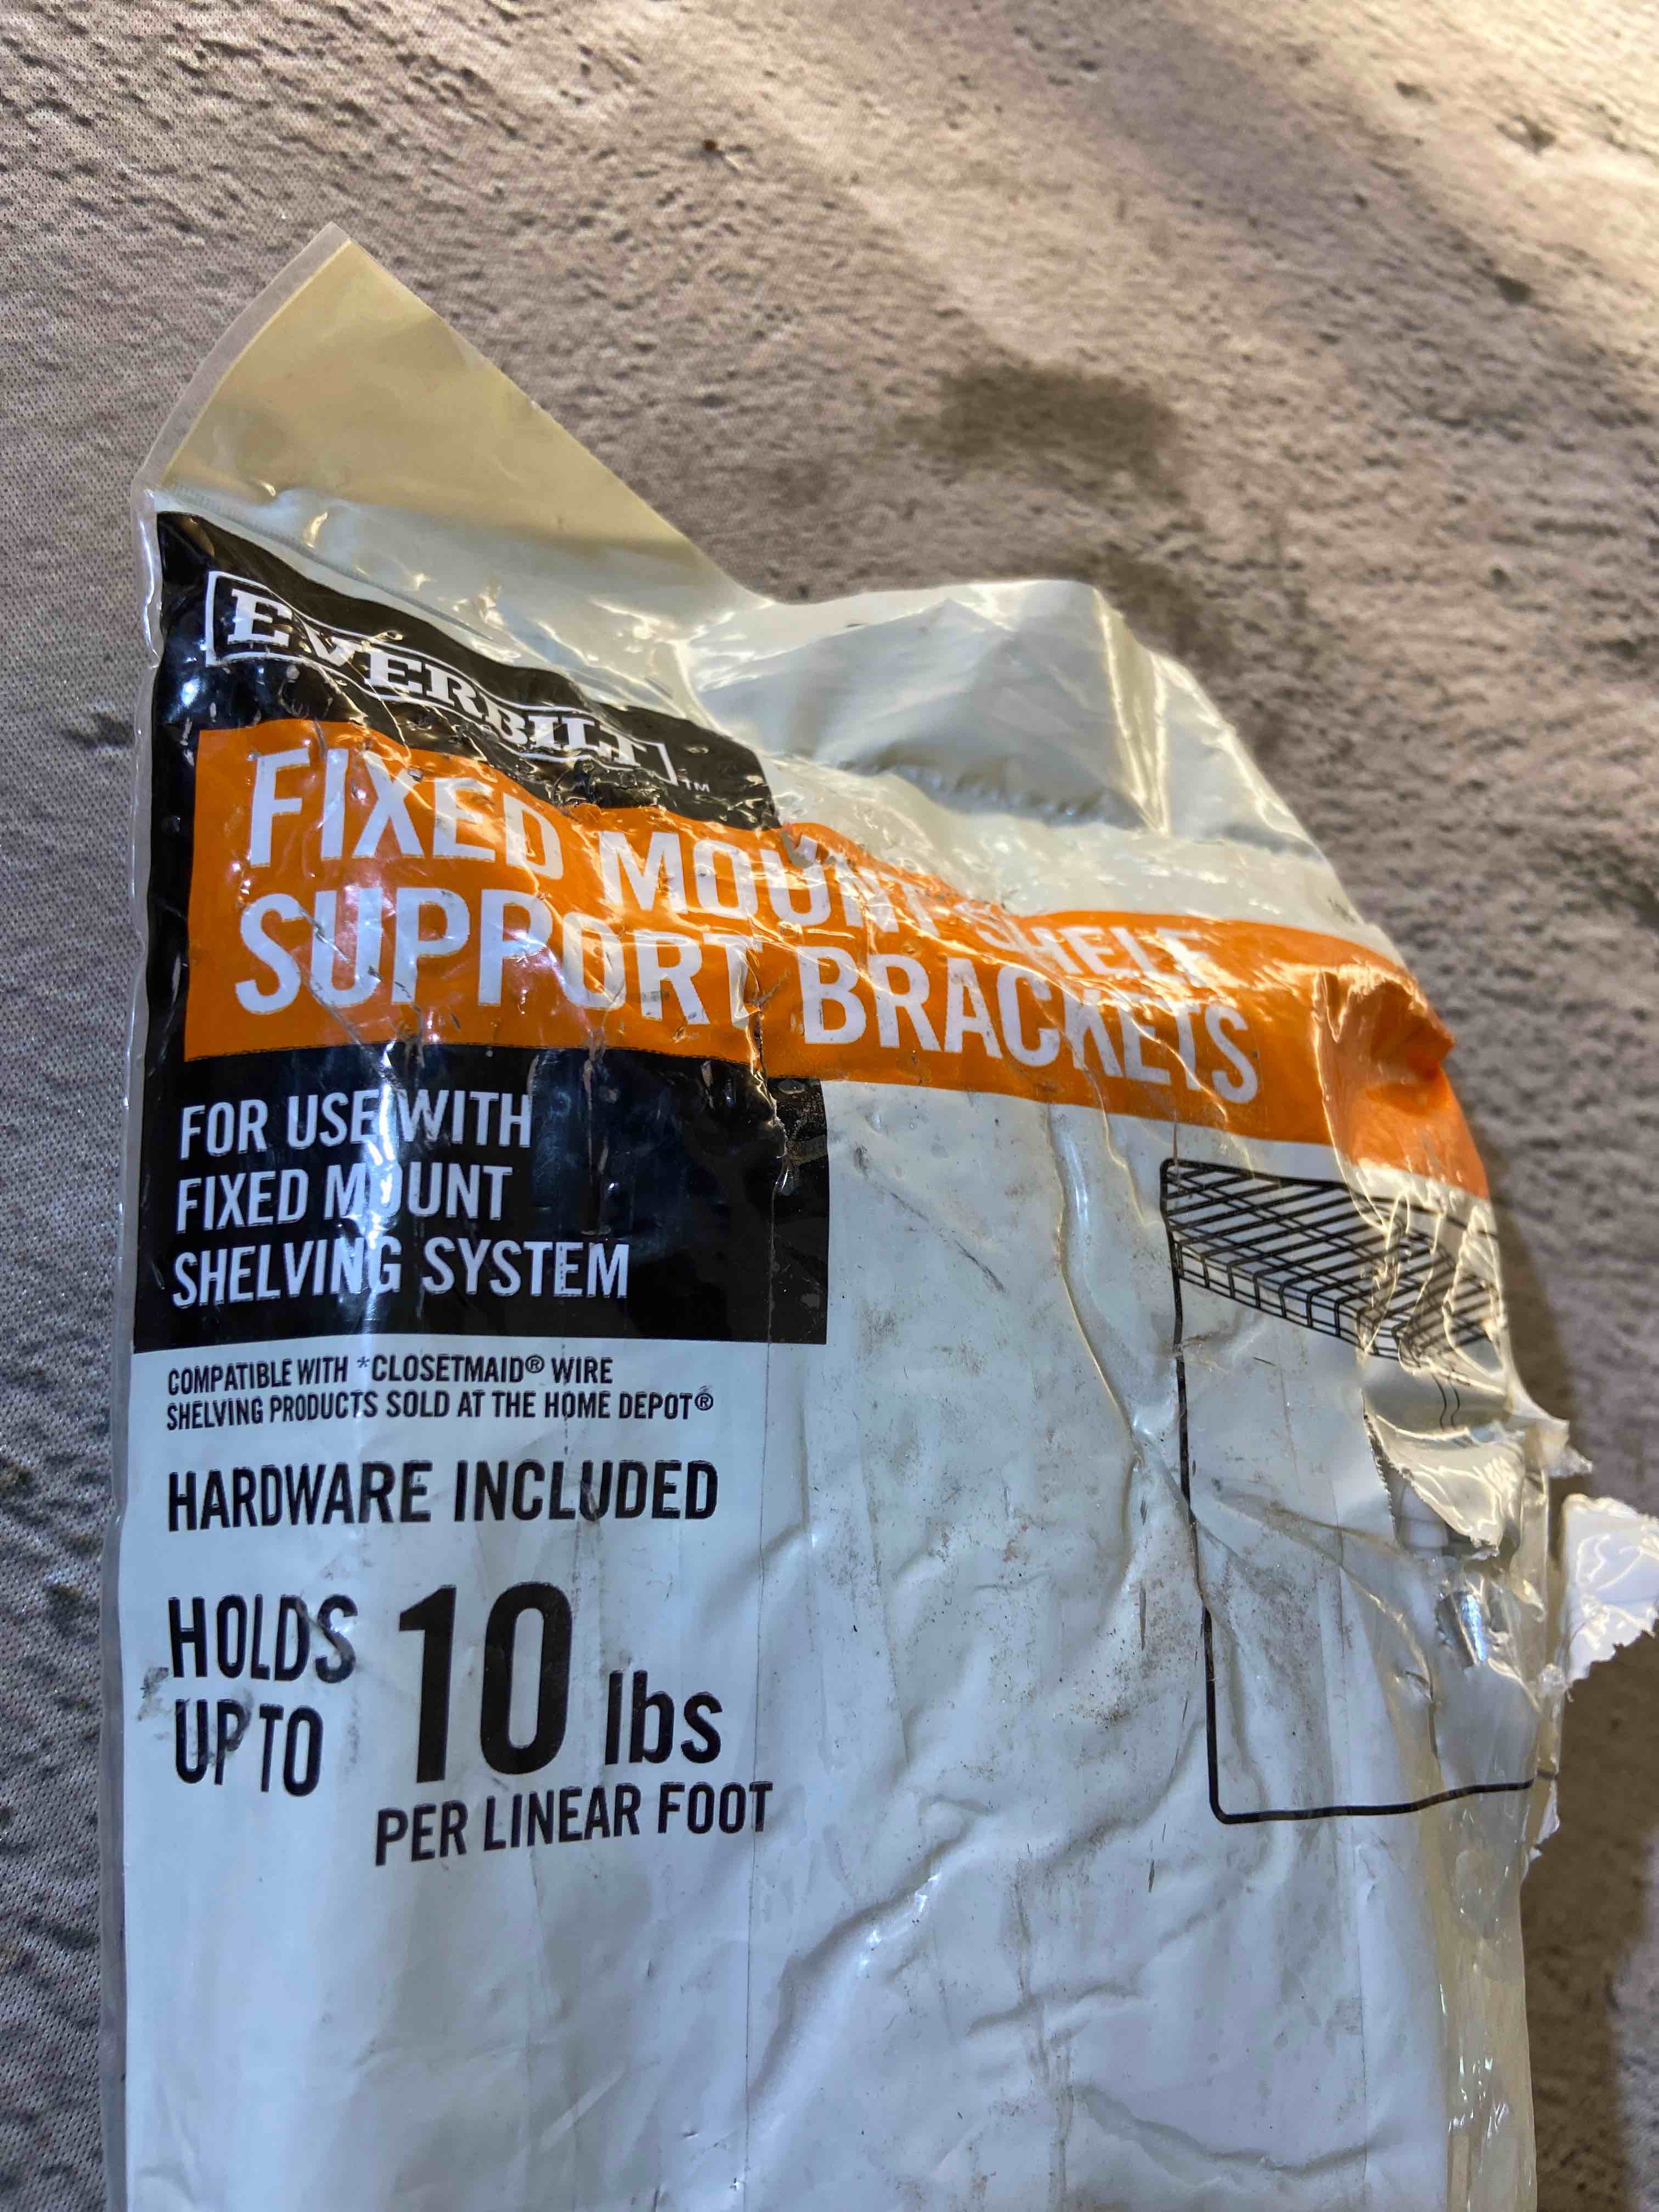 EVERBILT™
FIXED MOUNT SHELF
SUPPORT BRACKETS
FOR USE WITH
FIXED MOUNT
SHELVING SYSTEM
COMPATIBLE WITH *CLOSETMAID® WIRE
SHELVING PRODUCTS SOLD AT THE HOME DEPOT®
HARDWARE INCLUDED
HOLDS
UP TO
10 lbs
PER LINEAR FOOT